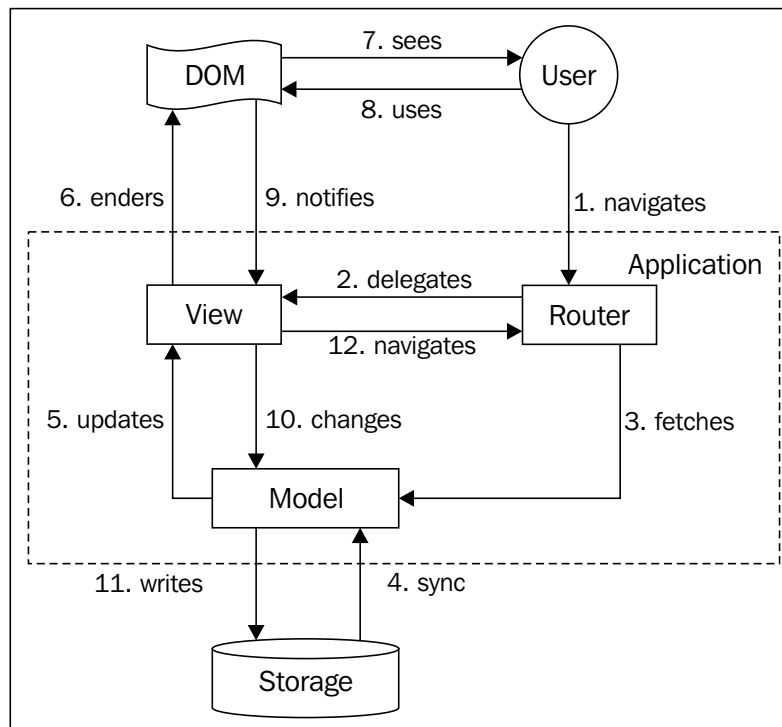 7. sees
DOM
User
8. uses
6. enders
9. notifies
1. navigates
Application
2. delegates
View
Router
12. navigates
5. updates
10. changes
3. fetches
Model
11. writes
4. sync
Storage